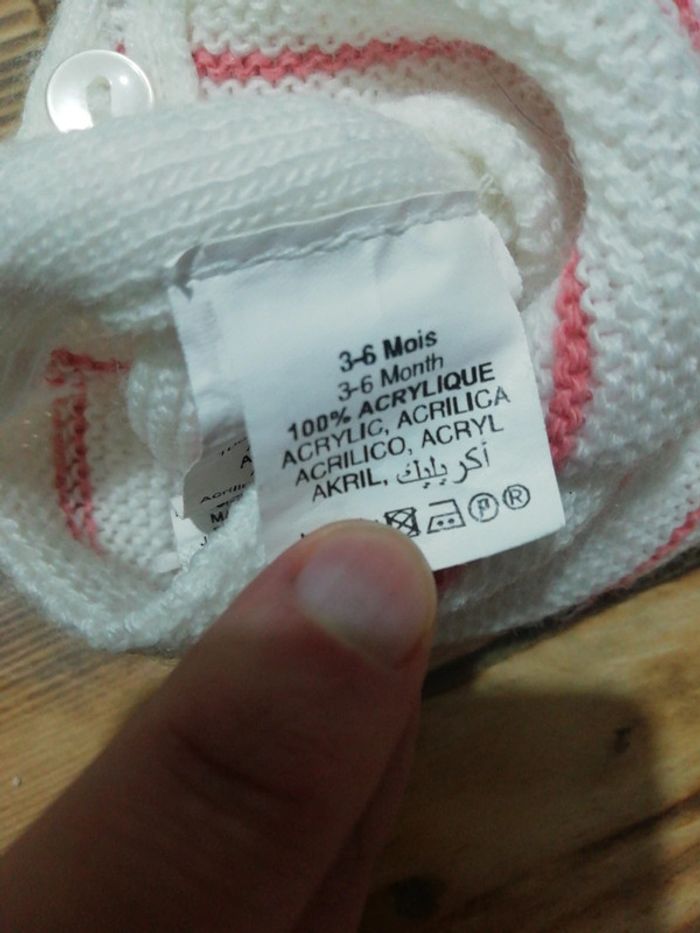 3-6 Mois
3-6 Month
100% ACRYLIQUE
ACRYLIC, ACRILICA
ACRILICO, ACRYL
AKRIL, أكريليك
P R